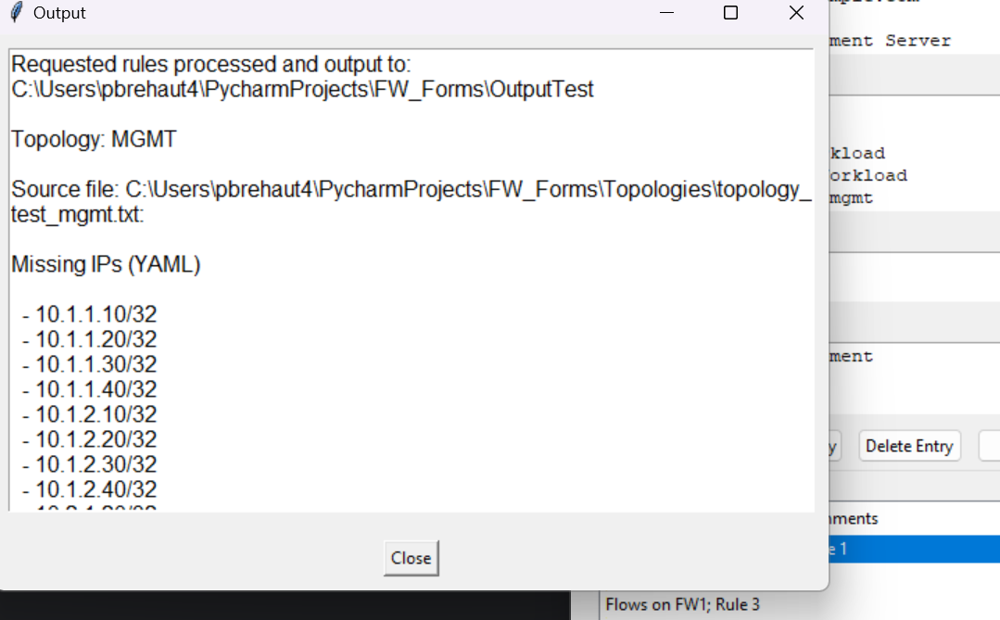 Output
Requested rules processed and output to:
C:\Users\pbrehaut4\PycharmProjects\FW_Forms\OutputTest
Topology: MGMT
Source file: C:\Users\pbrehaut4\PycharmProjects\FW_Forms\Topologies\topology_
test_mgmt.txt:
Missing IPs (YAML)
- 10.1.1.10/32
- 10.1.1.20/32
- 10.1.1.30/32
- 10.1.1.40/32
- 10.1.2.10/32
- 10.1.2.20/32
- 10.1.2.30/32
- 10.1.2.40/32
Close
ment Server
kload
orkload
mgmt
ment
y
Delete Entry
ments
e 1
Flows on FW1; Rule 3